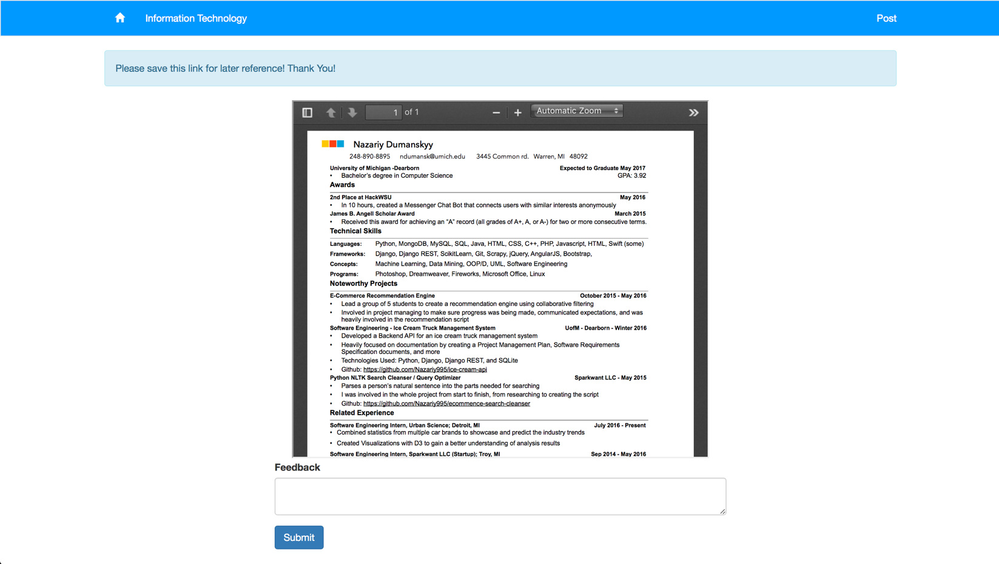 Information Technology
Post
Please save this link for later reference! Thank You!
1 of 1
Automatic Zoom
Nazariy Dumanskyy
248-890-8895 ndumansk@umich.edu 3445 Common rd. Warren, MI 48092
University of Michigan -Dearborn Expected to Graduate May 2017
• Bachelor's degree in Computer Science GPA: 3.92
Awards
2nd Place at HackWSU May 2016
• In 10 hours, created a Messenger Chat Bot that connects users with similar interests anonymously
James B. Angell Scholar Award March 2015
• Received this award for achieving an "A" record (all grades of A+, A, or A-) for two or more consecutive terms.
Technical Skills
Languages: Python, MongoDB, MySQL, SQL, Java, HTML, CSS, C++, PHP, Javascript, HTML, Swift (some)
Frameworks: Django, Django REST, ScikitLearn, Git, Scrapy, jQuery, AngularJS, Bootstrap,
Concepts: Machine Learning, Data Mining, OOP/D, UML, Software Engineering
Programs: Photoshop, Dreamweaver, Fireworks, Microsoft Office, Linux
Noteworthy Projects
E-Commerce Recommendation Engine October 2015 - May 2016
• Lead a group of 5 students to create a recommendation engine using collaborative filtering
• Involved in project managing to make sure progress was being made, communicated expectations, and was
heavily involved in the recommendation script
Software Engineering - Ice Cream Truck Management System UofM - Dearborn - Winter 2016
• Developed a Backend API for an ice cream truck management system
• Heavily focused on documentation by creating a Project Management Plan, Software Requirements
Specification documents, and more
• Technologies Used: Python, Django, Django REST, and SQLite
• Github: https://github.com/Nazariy995/ice-cream-api
Python NLTK Search Cleanser / Query Optimizer Sparkwant LLC - May 2015
• Parses a person's natural sentence into the parts needed for searching
• I was involved in the whole project from start to finish, from researching to creating the script
• Github: https://github.com/Nazariy995/ecommence-search-cleanser
Related Experience
Software Engineering Intern, Urban Science; Detroit, MI July 2016 - Present
• Combined statistics from multiple car brands to showcase and predict the industry trends
• Created Visualizations with D3 to gain a better understanding of analysis results
Software Engineering Intern, Sparkwant LLC (Startup); Troy, MI Sep 2014 - May 2016
Feedback
Submit